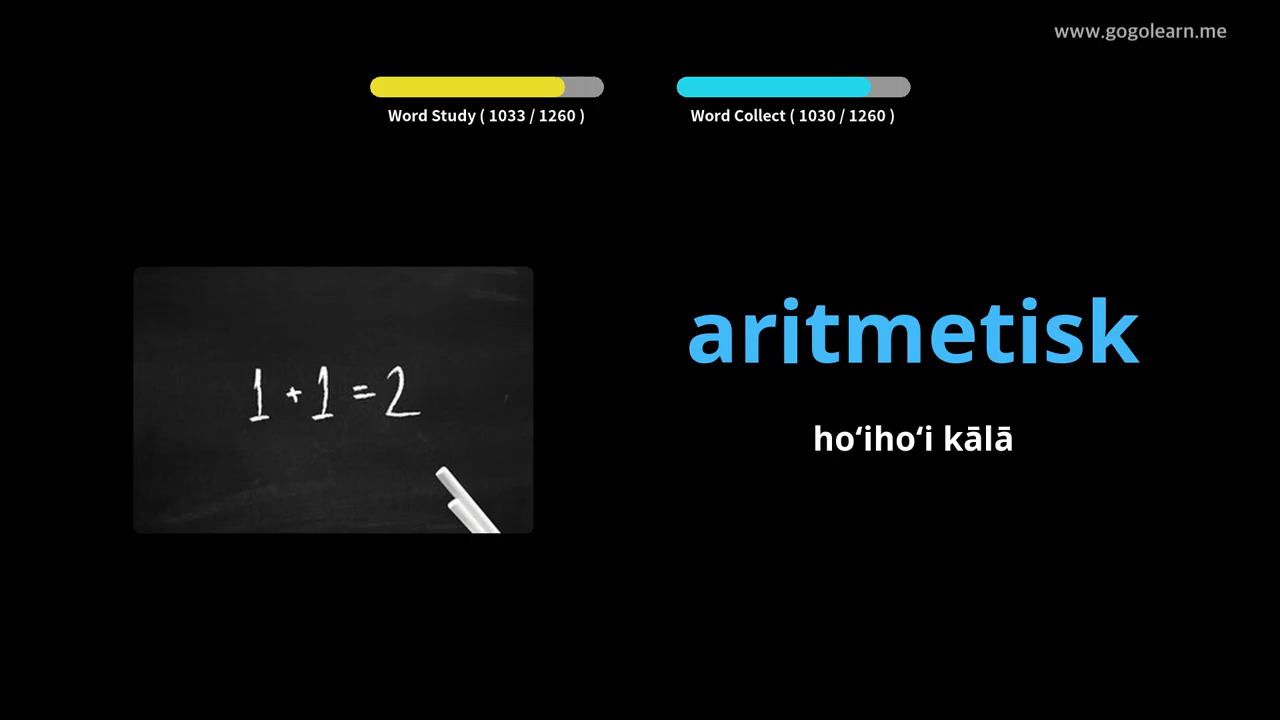 www.gogolearn.me
Word Study ( 1033 / 1260 )
Word Collect ( 1030 / 1260 )
1 + 1 = 2
aritmetisk
hoʻihoʻi kālā